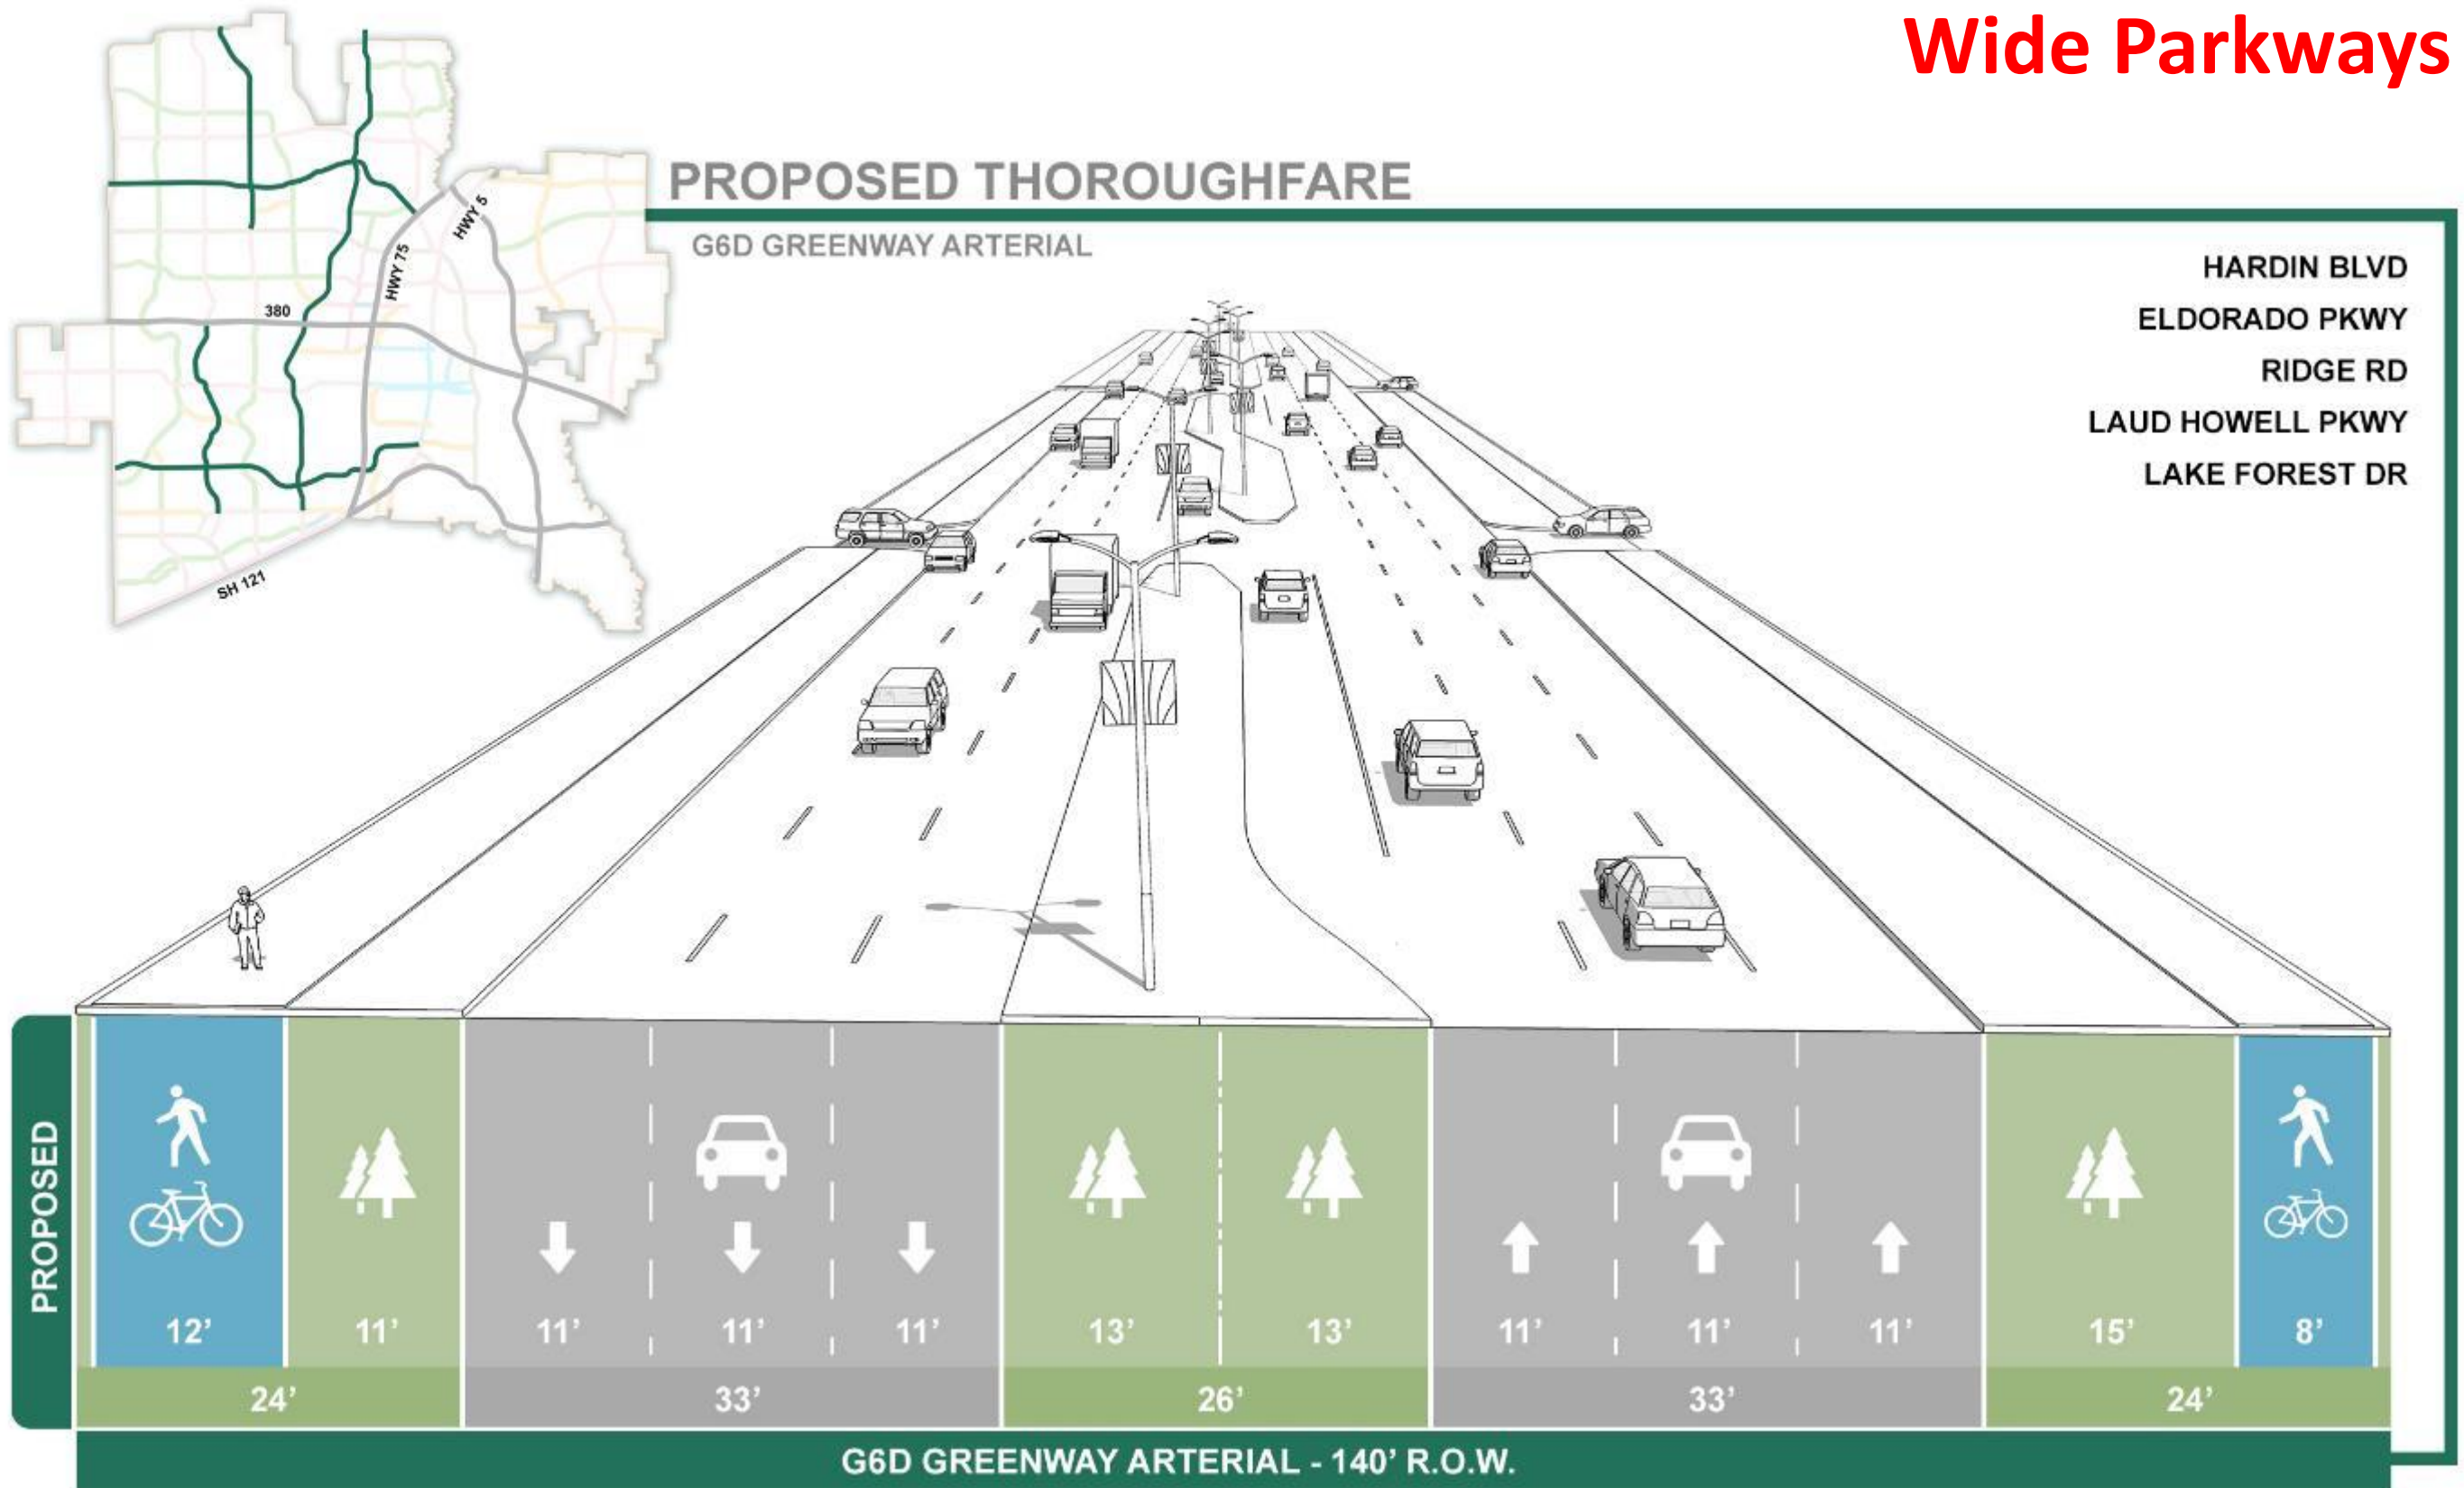 Wide Parkways
PROPOSED THOROUGHFARE
G6D GREENWAY ARTERIAL
HARDIN BLVD
ELDORADO PKWY
RIDGE RD
LAUD HOWELL PKWY
LAKE FOREST DR
HWY 5
HWY 75
380
SH 121
PROPOSED
12’ 11’ 11’ 11’ 11’ 13’ 13’ 11’ 11’ 11’ 15’ 8’
24’ 33’ 26’ 33’ 24’
G6D GREENWAY ARTERIAL - 140’ R.O.W.